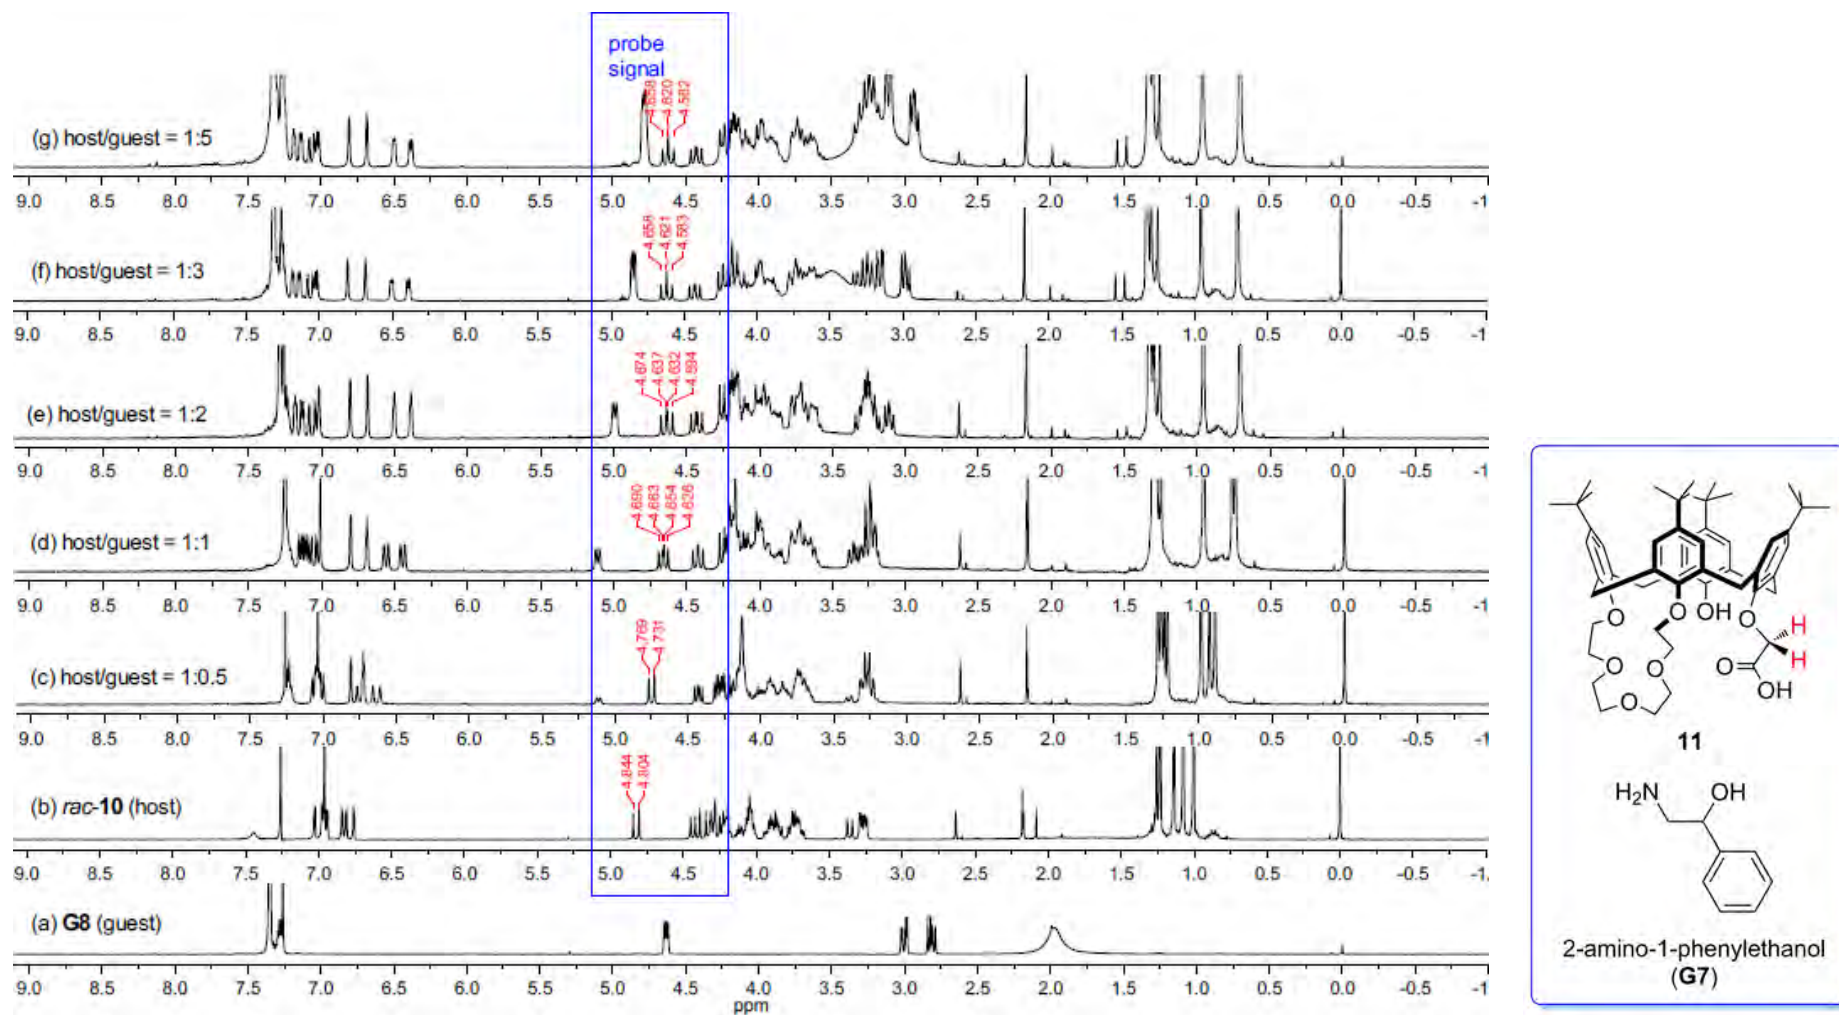 probe
signal
4.658
4.620
4.582
(g) host/guest = 1:5
9.0 8.5 8.0 7.5 7.0 6.5 6.0 5.5 5.0 4.5 4.0 3.5 3.0 2.5 2.0 1.5 1.0 0.5 0.0 -0.5 -1
4.658
4.621
4.583
(f) host/guest = 1:3
9.0 8.5 8.0 7.5 7.0 6.5 6.0 5.5 5.0 4.5 4.0 3.5 3.0 2.5 2.0 1.5 1.0 0.5 0.0 -0.5 -1
4.674
4.637
4.632
4.594
(e) host/guest = 1:2
9.0 8.5 8.0 7.5 7.0 6.5 6.0 5.5 5.0 4.5 4.0 3.5 3.0 2.5 2.0 1.5 1.0 0.5 0.0 -0.5 -1
4.690
4.663
4.654
4.626
(d) host/guest = 1:1
9.0 8.5 8.0 7.5 7.0 6.5 6.0 5.5 5.0 4.5 4.0 3.5 3.0 2.5 2.0 1.5 1.0 0.5 0.0 -0.5 -1
4.769
4.731
(c) host/guest = 1:0.5
9.0 8.5 8.0 7.5 7.0 6.5 6.0 5.5 5.0 4.5 4.0 3.5 3.0 2.5 2.0 1.5 1.0 0.5 0.0 -0.5 -1
4.844
4.804
(b) rac-10 (host)
9.0 8.5 8.0 7.5 7.0 6.5 6.0 5.5 5.0 4.5 4.0 3.5 3.0 2.5 2.0 1.5 1.0 0.5 0.0 -0.5 -1.
(a) G8 (guest)
9.0 8.5 8.0 7.5 7.0 6.5 6.0 5.5 5.0 4.5 4.0 3.5 3.0 2.5 2.0 1.5 1.0 0.5 0.0 -0.5 -1
ppm
O O OH O H
O O O H
O OH
11
H2N OH
2-amino-1-phenylethanol
(G7)